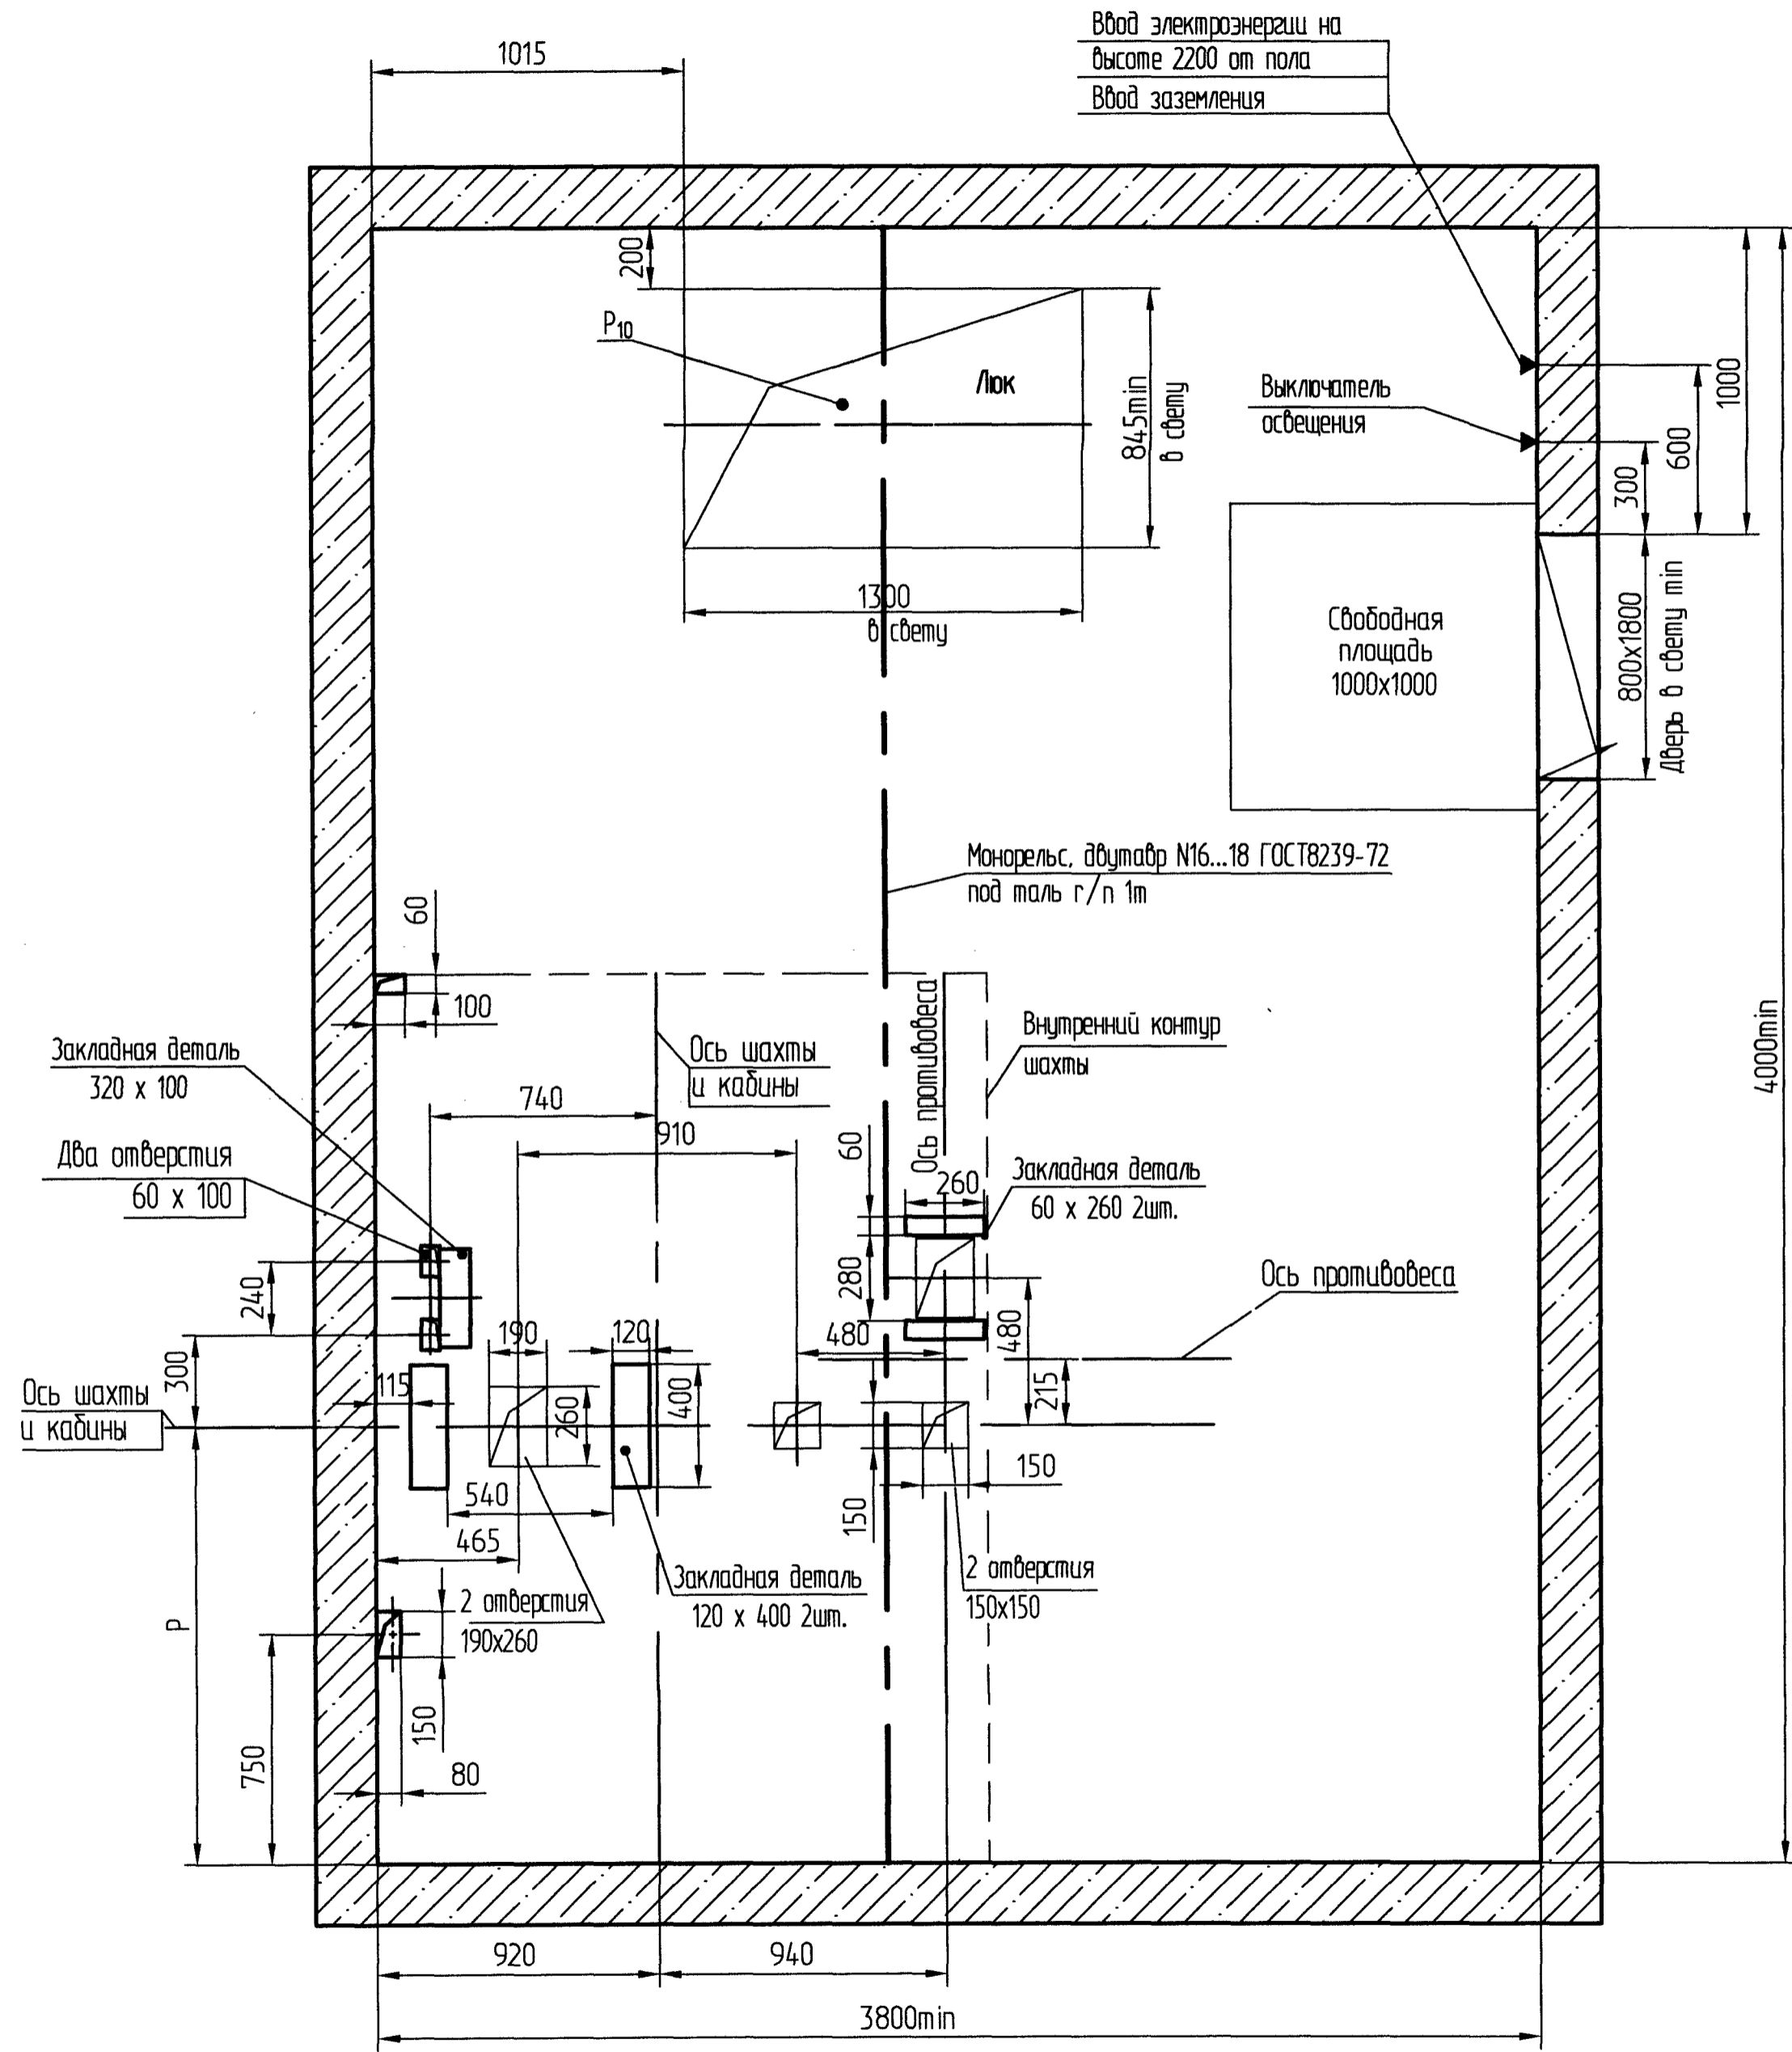 Ввод электроэнергии на
высоте 2200 от пола
Ввод заземления
1015
200
P10
Люк
845min
в свету
1300
в свету
Выключатель
освещения
1000
600
300
Свободная
площадь
1000x1000
800x1800
Дверь в свету min
4000min
Монорельс, двутавр N16...18 ГОСТ8239-72
под таль г/п 1т
60
100
Закладная деталь
320 x 100
Ось шахты
и кабины
Ось противовеса
Внутренний контур
шахты
740
910
Два отверстия
60 x 100
60
260
Закладная деталь
60 x 260 2шт.
240
280
480
Ось противовеса
300
190
120
480
215
115
260
400
Ось шахты
и кабины
540
150
150
465
Закладная деталь
120 x 400 2шт.
2 отверстия
150x150
2 отверстия
190x260
P
150
750
80
920
940
3800min